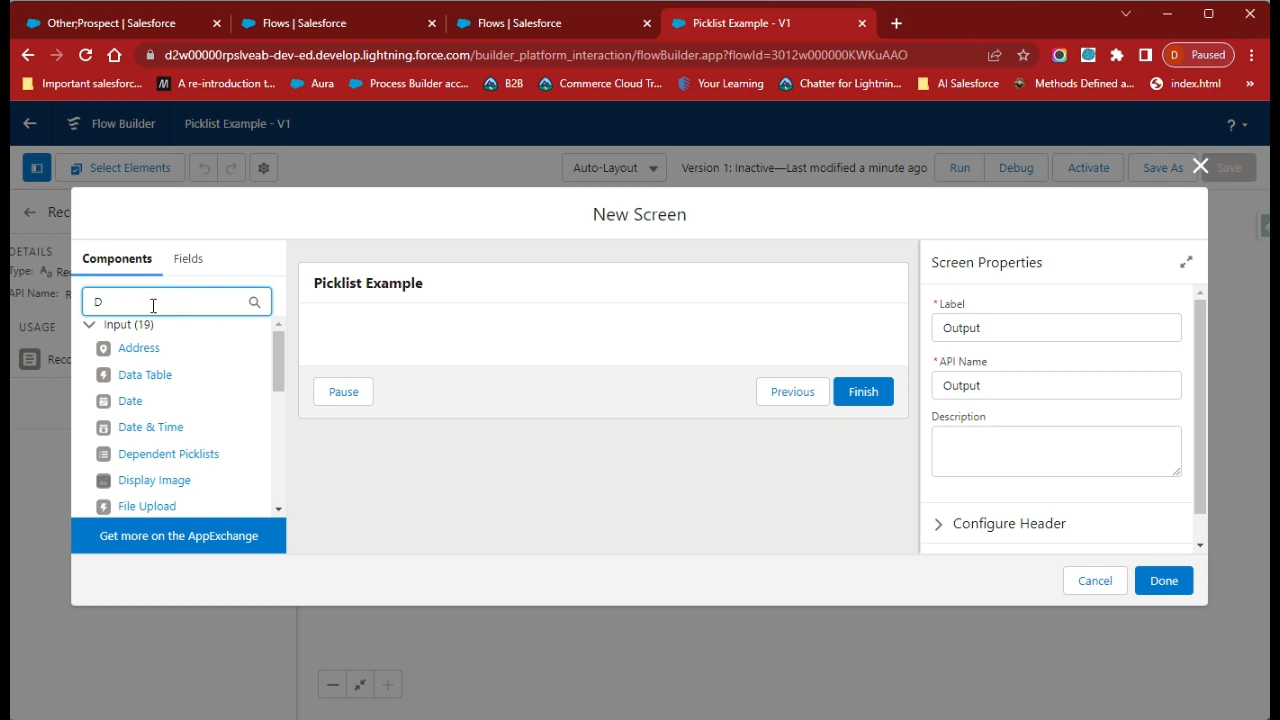 Other;Prospect | Salesforce
Flows | Salesforce
Flows | Salesforce
Picklist Example - V1
d2w00000rpslveab-dev-ed.develop.lightning.force.com/builder_platform_interaction/flowBuilder.app?flowId=3012w000000KWKuAAO
D Paused
Important salesforc...
A re-introduction t...
Aura
Process Builder acc...
B2B
Commerce Cloud Tr...
Your Learning
Chatter for Lightnin...
AI Salesforce
Methods Defined a...
index.html
»
Flow Builder
Picklist Example - V1
?
Select Elements
Auto-Layout
Version 1: Inactive—Last modified a minute ago
Run
Debug
Activate
Save As
Save
New Screen
Components
Fields
D
Input (19)
Address
Data Table
Date
Date & Time
Dependent Picklists
Display Image
File Upload
Get more on the AppExchange
Picklist Example
Pause
Previous
Finish
Screen Properties
* Label
Output
* API Name
Output
Description
Configure Header
Cancel
Done
DETAILS
Type: Aa
USAGE